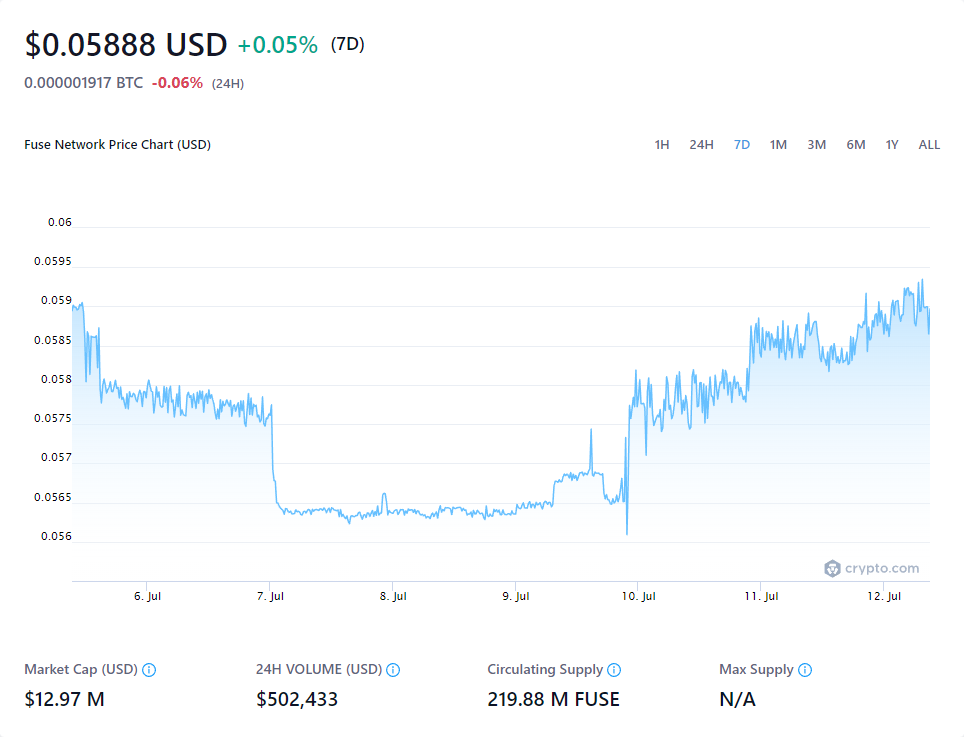 $0.05888 USD +0.05% (7D)
0.000001917 BTC -0.06% (24H)
Fuse Network Price Chart (USD) 1H 24H 7D 1M 3M 6M 1Y ALL
0.06
0.0595
0.059
0.0585
0.058
0.0575
0.057
0.0565
0.056
crypto.com
6. Jul 7. Jul 8. Jul 9. Jul 10. Jul 11. Jul 12. Jul
Market Cap (USD) 24H VOLUME (USD) Circulating Supply Max Supply
$12.97 M $502,433 219.88 M FUSE N/A